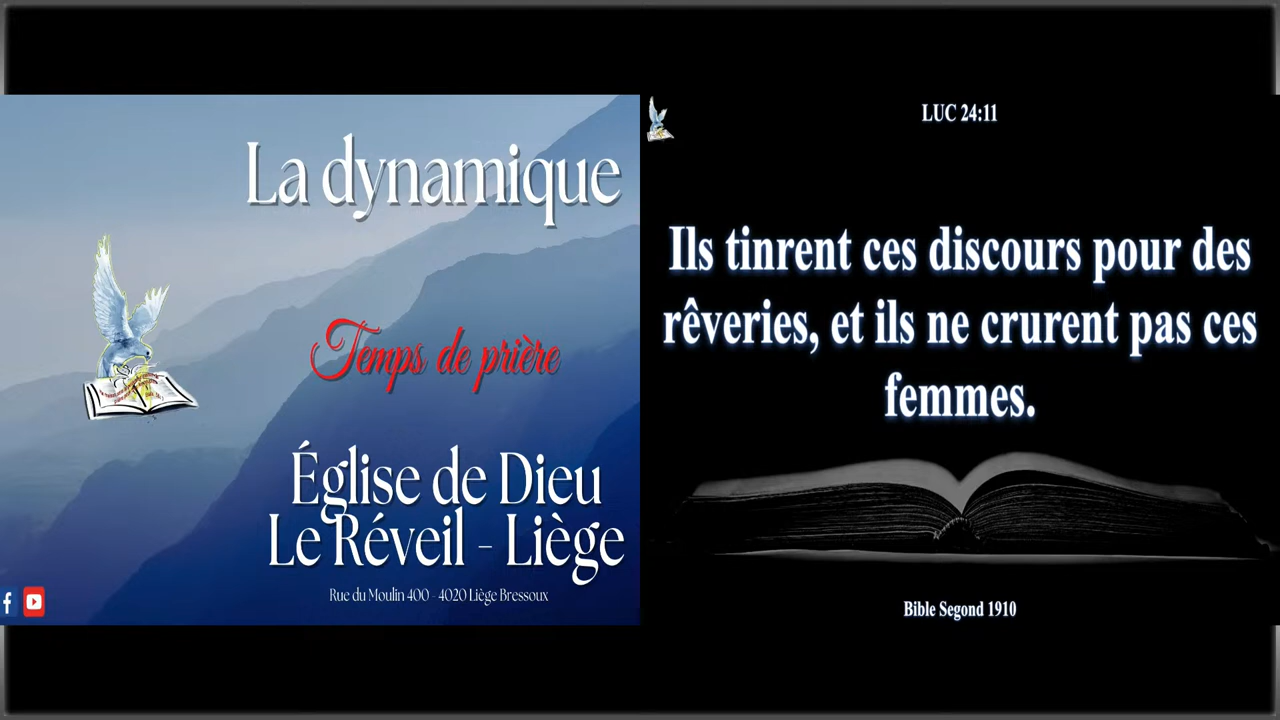 La dynamique
Temps de prière
Église de Dieu
Le Réveil - Liège
Rue du Moulin 400 - 4020 Liège Bressoux
LUC 24:11
Ils tinrent ces discours pour des
rêveries, et ils ne crurent pas ces
femmes.
Bible Segond 1910